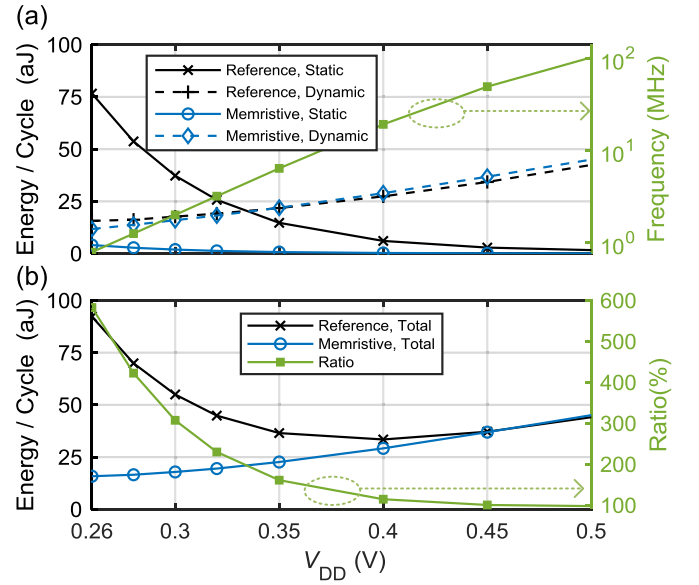 (a)
100
75
50
25
0
Energy / Cycle (aJ)
Reference, Static
Reference, Dynamic
Memristive, Static
Memristive, Dynamic
10²
10¹
10⁰
Frequency (MHz)
(b)
100
75
50
25
0
Energy / Cycle (aJ)
Reference, Total
Memristive, Total
Ratio
600
500
400
300
200
100
Ratio(%)
0.26 0.3 0.35 0.4 0.45 0.5
V_DD (V)